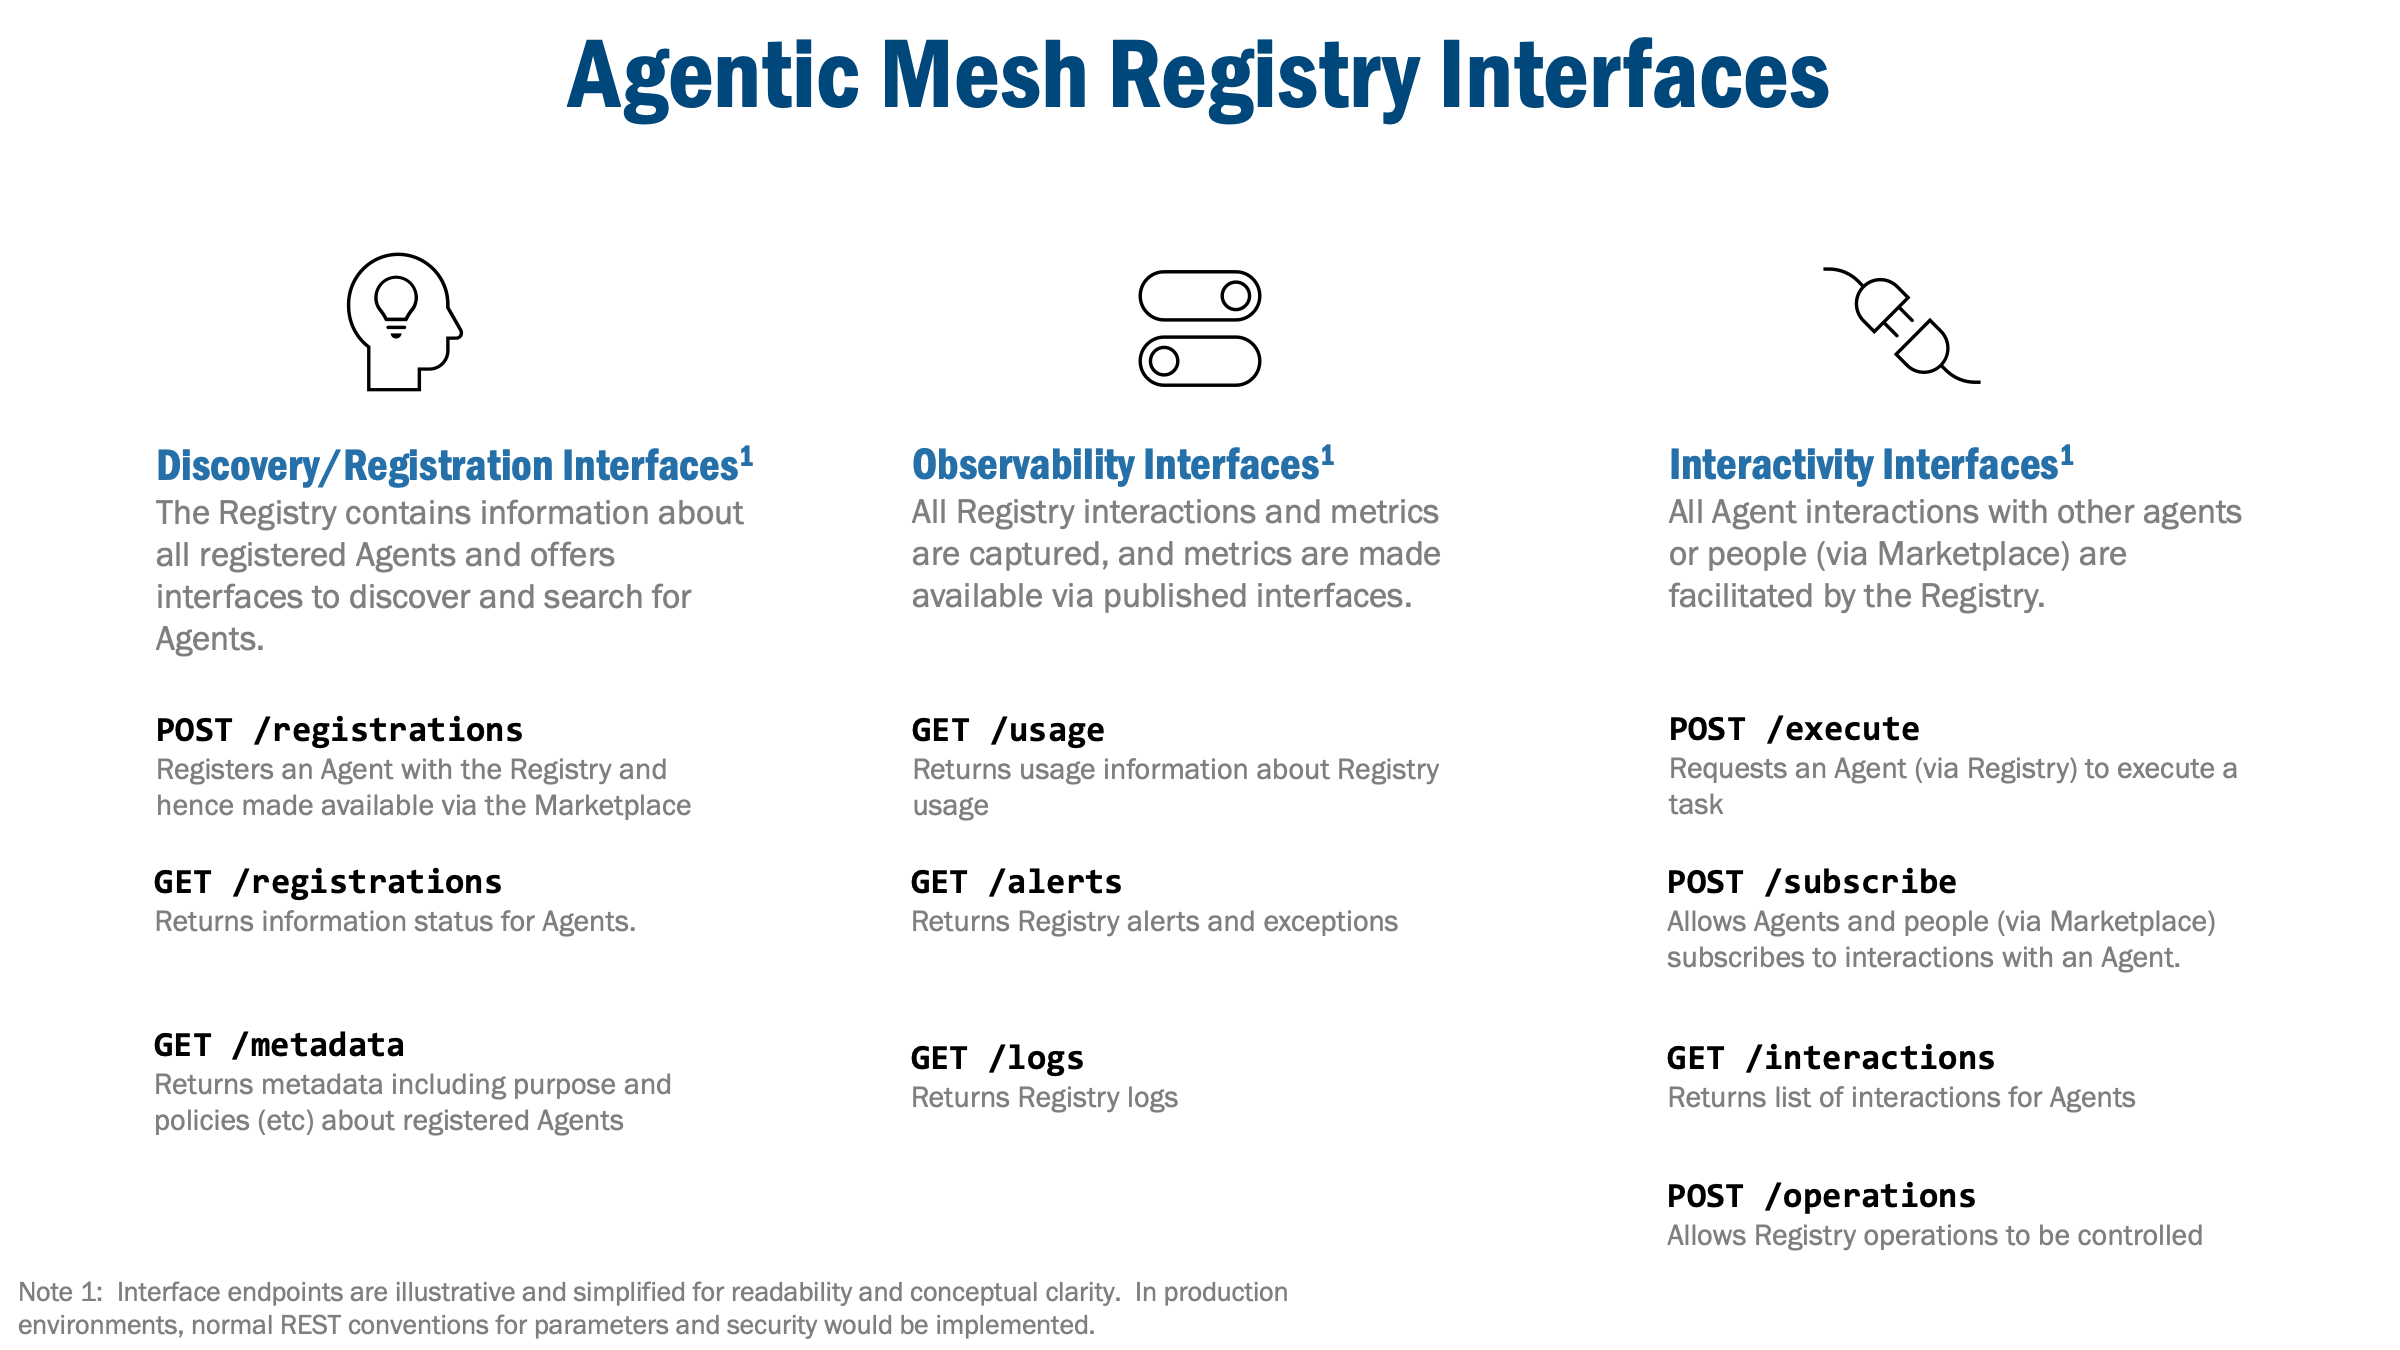 Agentic Mesh Registry Interfaces
Discovery/Registration Interfaces¹
The Registry contains information about
all registered Agents and offers
interfaces to discover and search for
Agents.
POST /registrations
Registers an Agent with the Registry and
hence made available via the Marketplace
GET /registrations
Returns information status for Agents.
GET /metadata
Returns metadata including purpose and
policies (etc) about registered Agents
Observability Interfaces¹
All Registry interactions and metrics
are captured, and metrics are made
available via published interfaces.
GET /usage
Returns usage information about Registry
usage
GET /alerts
Returns Registry alerts and exceptions
GET /logs
Returns Registry logs
Interactivity Interfaces¹
All Agent interactions with other agents
or people (via Marketplace) are
facilitated by the Registry.
POST /execute
Requests an Agent (via Registry) to execute a
task
POST /subscribe
Allows Agents and people (via Marketplace)
subscribes to interactions with an Agent.
GET /interactions
Returns list of interactions for Agents
POST /operations
Allows Registry operations to be controlled
Note 1:  Interface endpoints are illustrative and simplified for readability and conceptual clarity.  In production
environments, normal REST conventions for parameters and security would be implemented.